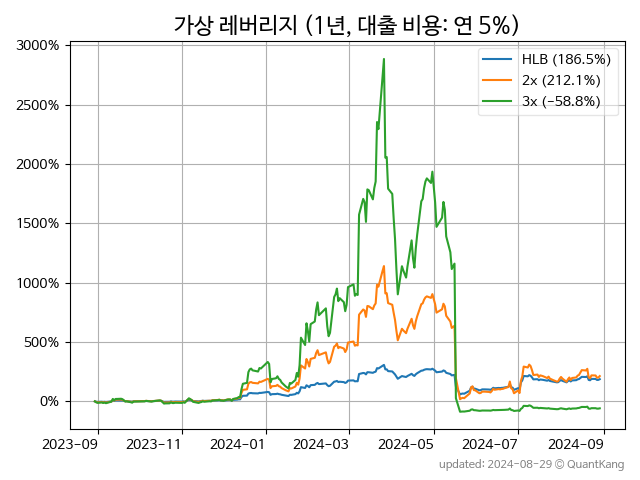 가상 레버리지 (1년, 대출 비용: 연 5%)
3000%
2500%
2000%
1500%
1000%
500%
0%
HLB (186.5%)
2x (212.1%)
3x (−58.8%)
2023-09 2023-11 2024-01 2024-03 2024-05 2024-07 2024-09
updated: 2024-08-29 © QuantKang